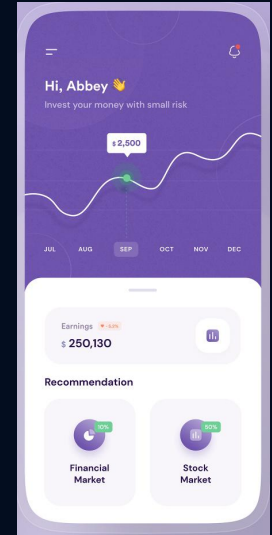 Hi, Abbey 👋
Invest your money with small risk
$ 2,500
JUL AUG SEP OCT NOV DEC
Earnings
$ 250,130
Recommendation
10%
Financial
Market
Stock
Market